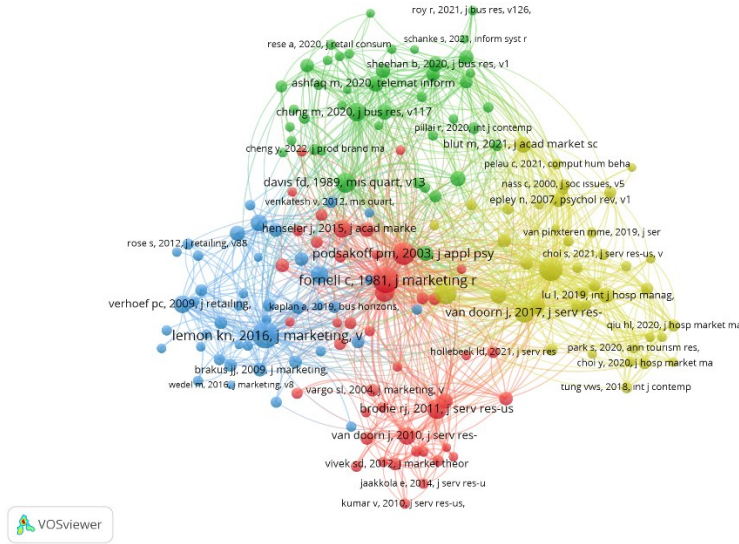 roy r, 2021, j bus res, v126,
schanke s, 2021, inform syst r
rese a, 2020, j retail consum
sheehan b, 2020, j bus res, v1
ashfaq m, 2020, telemat inform
chung m, 2020, j bus res, v117
pillai r, 2020, int j contemp
blut m, 2021, j acad market sc
cheng y, 2022, j prod brand ma
pelau c, 2021, comput hum beha
davis fd, 1989, mis quart, v13
nass c, 2000, j soc issues, v5
venkatesh v, 2012, mis quart,
epley n, 2007, psychol rev, v1
henseler j, 2015, j acad marke
van pinxteren mme, 2019, j ser
rose s, 2012, j retailing, v88
podsakoff pm, 2003, j appl psy
choi s, 2021, j serv res-us, v
fornell c, 1981, j marketing r
lu l, 2019, int j hosp manag,
verhoef pc, 2009, j retailing,
kaplan a, 2019, bus horizons,
van doorn j, 2017, j serv res-
qiu hl, 2020, j hosp market ma
lemon kn, 2016, j marketing, v
park s, 2020, ann tourism res,
hollebeek ld, 2021, j serv res
choi y, 2020, j hosp market ma
brakus jj, 2009, j marketing,
wedel m, 2016, j marketing, v8
tung vws, 2018, int j contemp
vargo sl, 2004, j marketing, v
brodie rj, 2011, j serv res-us
van doorn j, 2010, j serv res-
vivek sd, 2012, j market theor
jaakkola e, 2014, j serv res-u
kumar v, 2010, j serv res-us,
VOSviewer